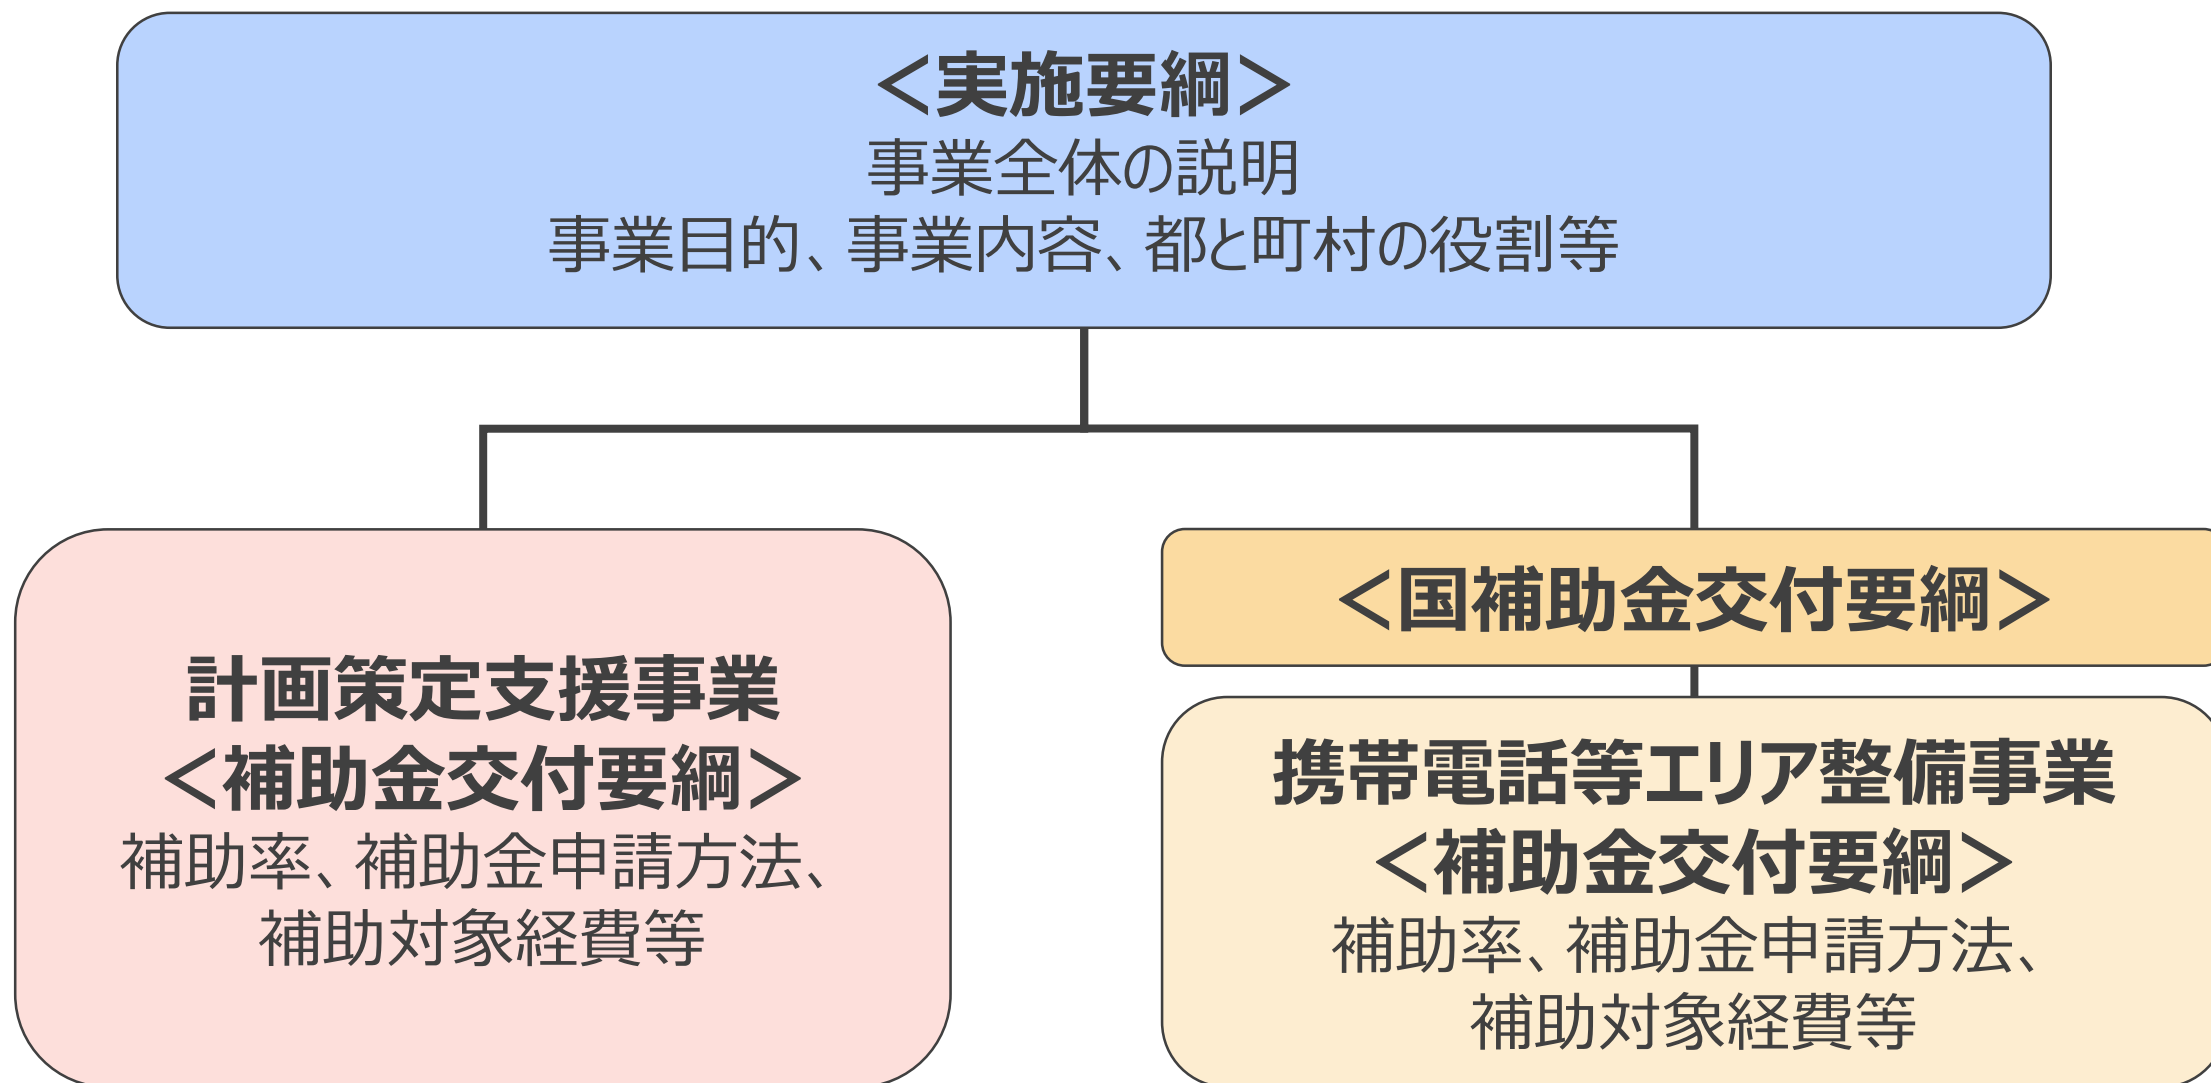 ＜実施要綱＞
事業全体の説明
事業目的、事業内容、都と町村の役割等
計画策定支援事業
＜補助金交付要綱＞
補助率、補助金申請方法、
補助対象経費等
＜国補助金交付要綱＞
携帯電話等エリア整備事業
＜補助金交付要綱＞
補助率、補助金申請方法、
補助対象経費等